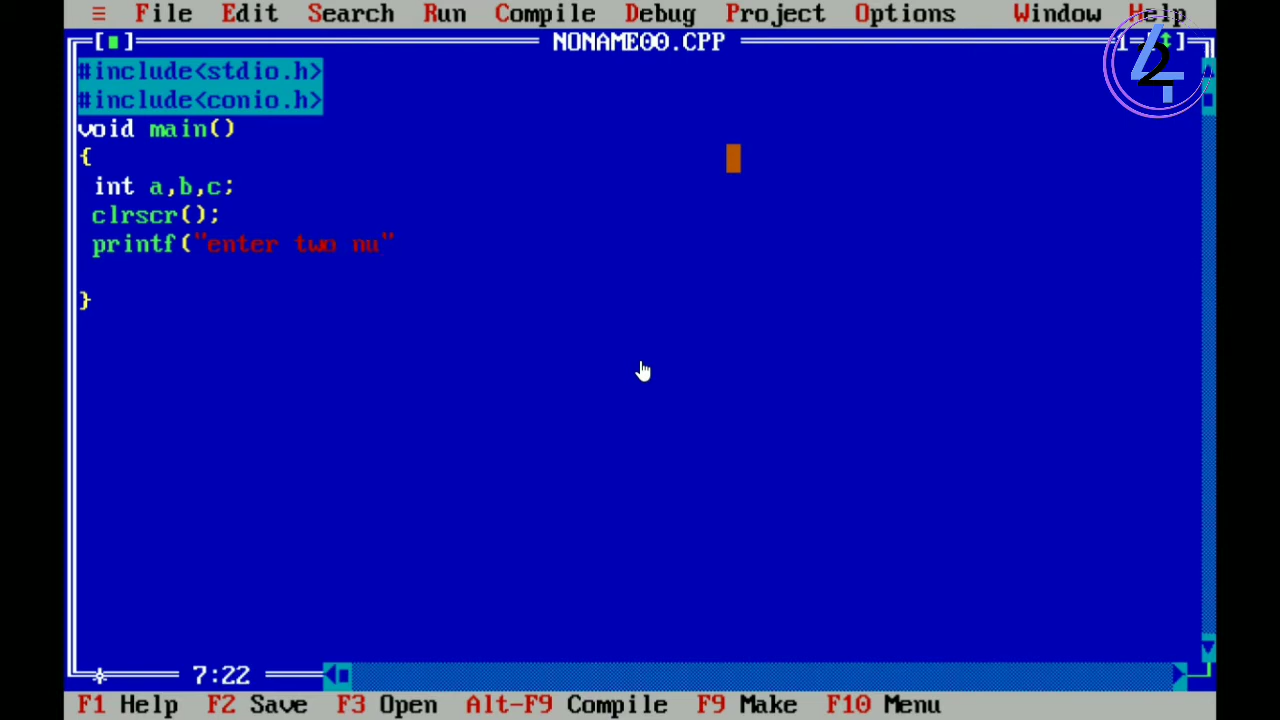 ≡ File Edit Search Run Compile Debug Project Options Window Help
[■] NONAME00.CPP 1=[↕]
#include<stdio.h>
#include<conio.h>
void main()
{
int a,b,c;
clrscr();
printf("enter two nu"
}
7:22
F1 Help F2 Save F3 Open Alt-F9 Compile F9 Make F10 Menu
24